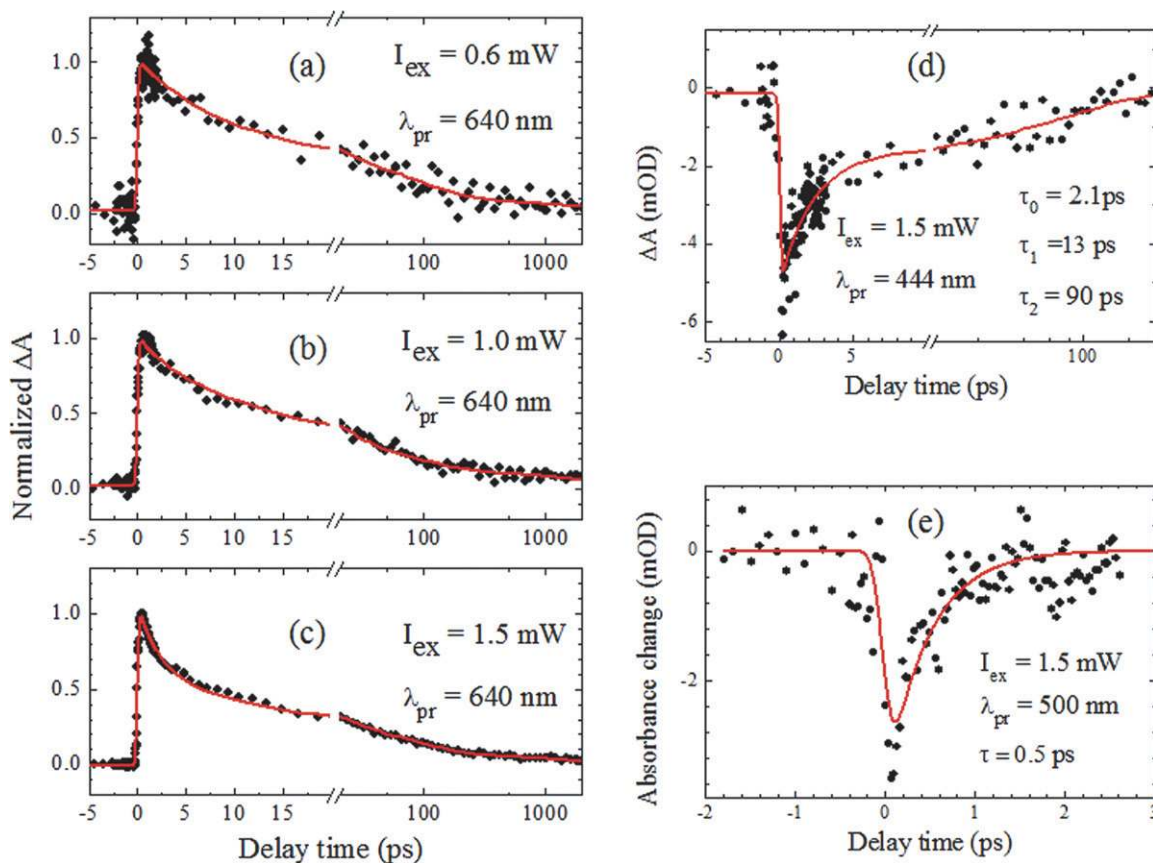 Normalized ΔA
(a)
I_ex = 0.6 mW
λ_pr = 640 nm
1.0
0.5
0.0
-5 0 5 10 15 100 1000
(b)
I_ex = 1.0 mW
λ_pr = 640 nm
1.0
0.5
0.0
-5 0 5 10 15 100 1000
(c)
I_ex = 1.5 mW
λ_pr = 640 nm
1.0
0.5
0.0
-5 0 5 10 15 100 1000
Delay time (ps)
ΔA (mOD)
(d)
0
-2
-4
-6
I_ex = 1.5 mW
λ_pr = 444 nm
τ_0 = 2.1ps
τ_1 =13 ps
τ_2 = 90 ps
-5 0 5 100
Delay time (ps)
Absorbance change (mOD)
(e)
0
-2
I_ex = 1.5 mW
λ_pr = 500 nm
τ = 0.5 ps
-2 -1 0 1 2 3
Delay time (ps)